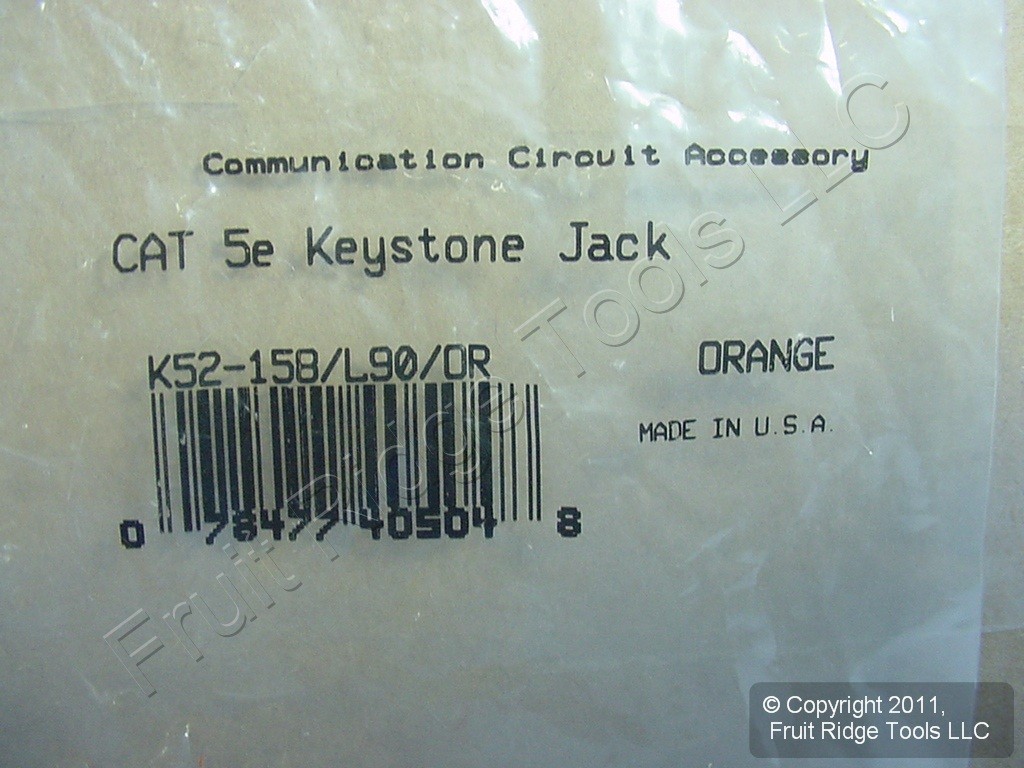 Communication Circuit Accessory
CAT 5e Keystone Jack
K52-158/L90/OR
ORANGE
MADE IN U.S.A.
0 78477 40504 8
Fruit Ridge Tools LLC
© Copyright 2011,
Fruit Ridge Tools LLC